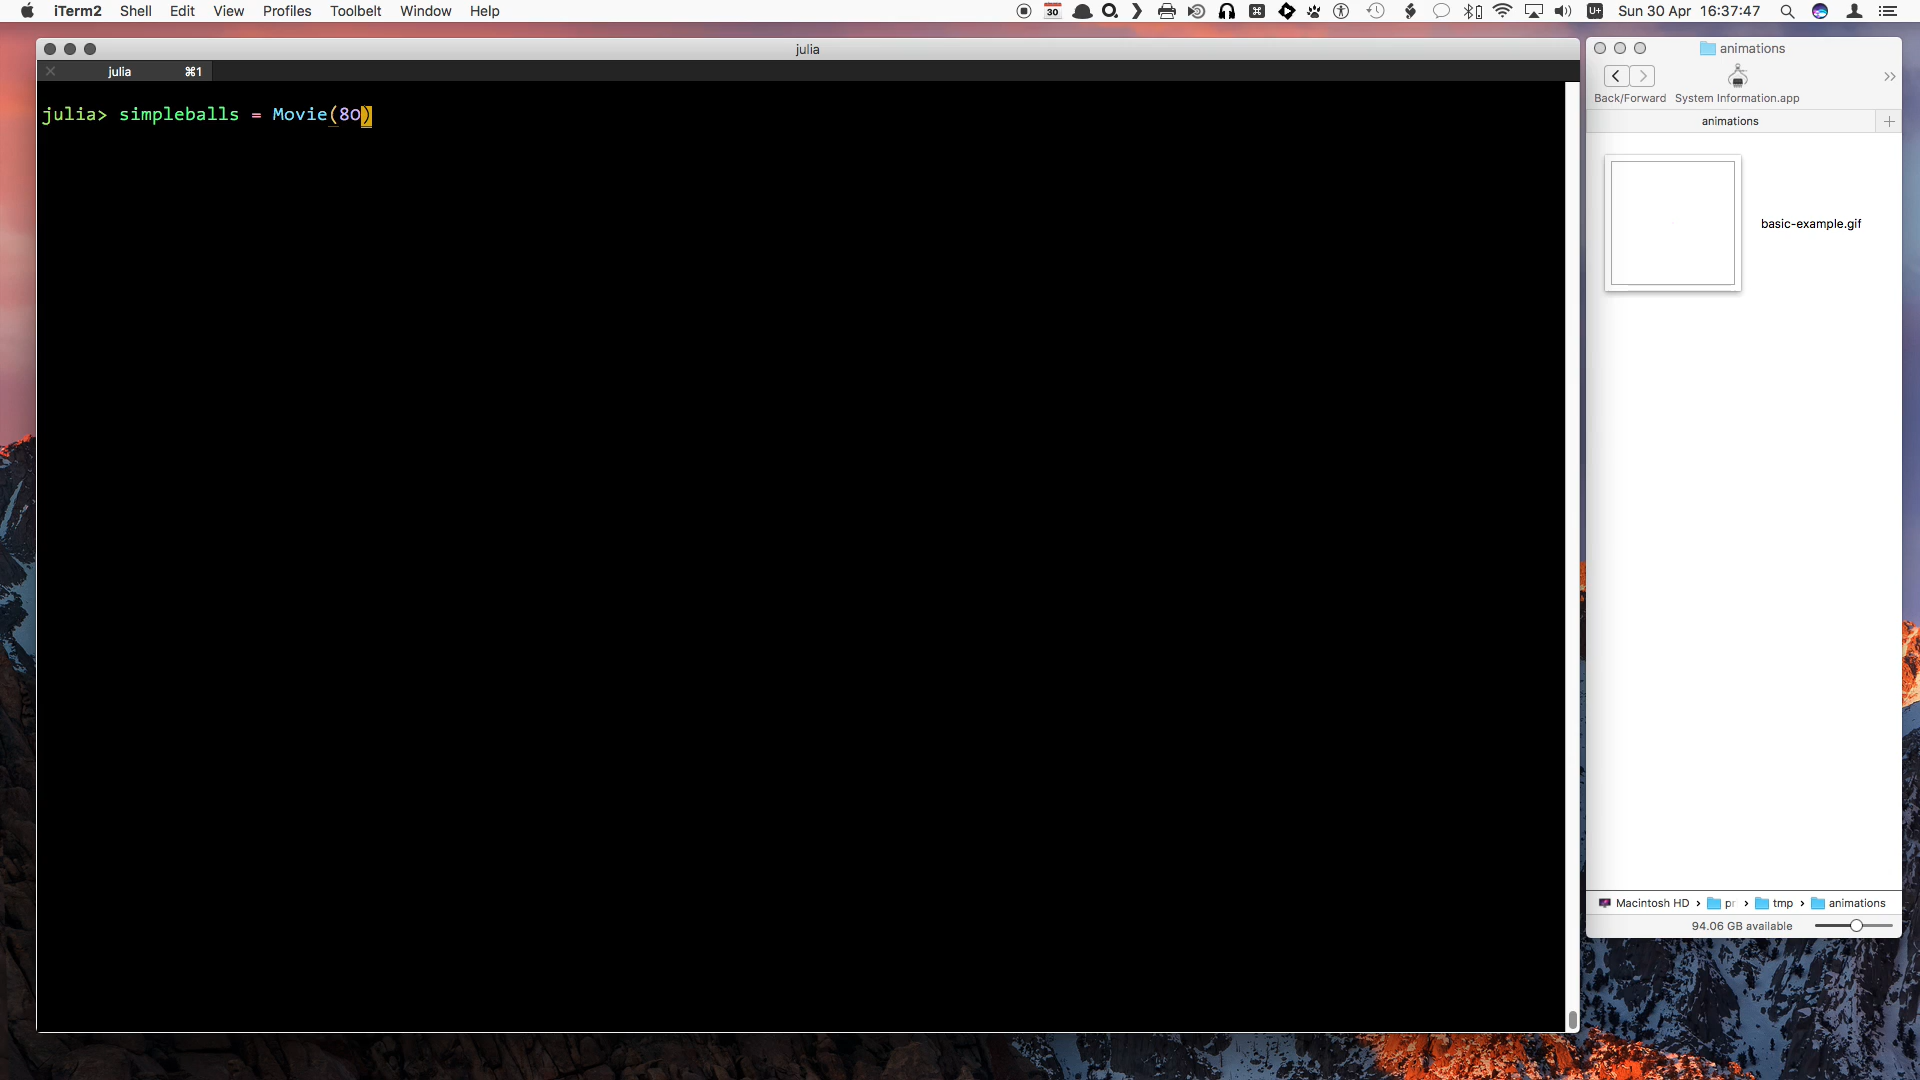 iTerm2 Shell Edit View Profiles Toolbelt Window Help 30 U+ Sun 30 Apr 16:37:47
julia
julia ⌘1
julia> simpleballs = Movie(80)
animations
Back/Forward System Information.app
animations
basic-example.gif
Macintosh HD › pr › tmp › animations
94.06 GB available